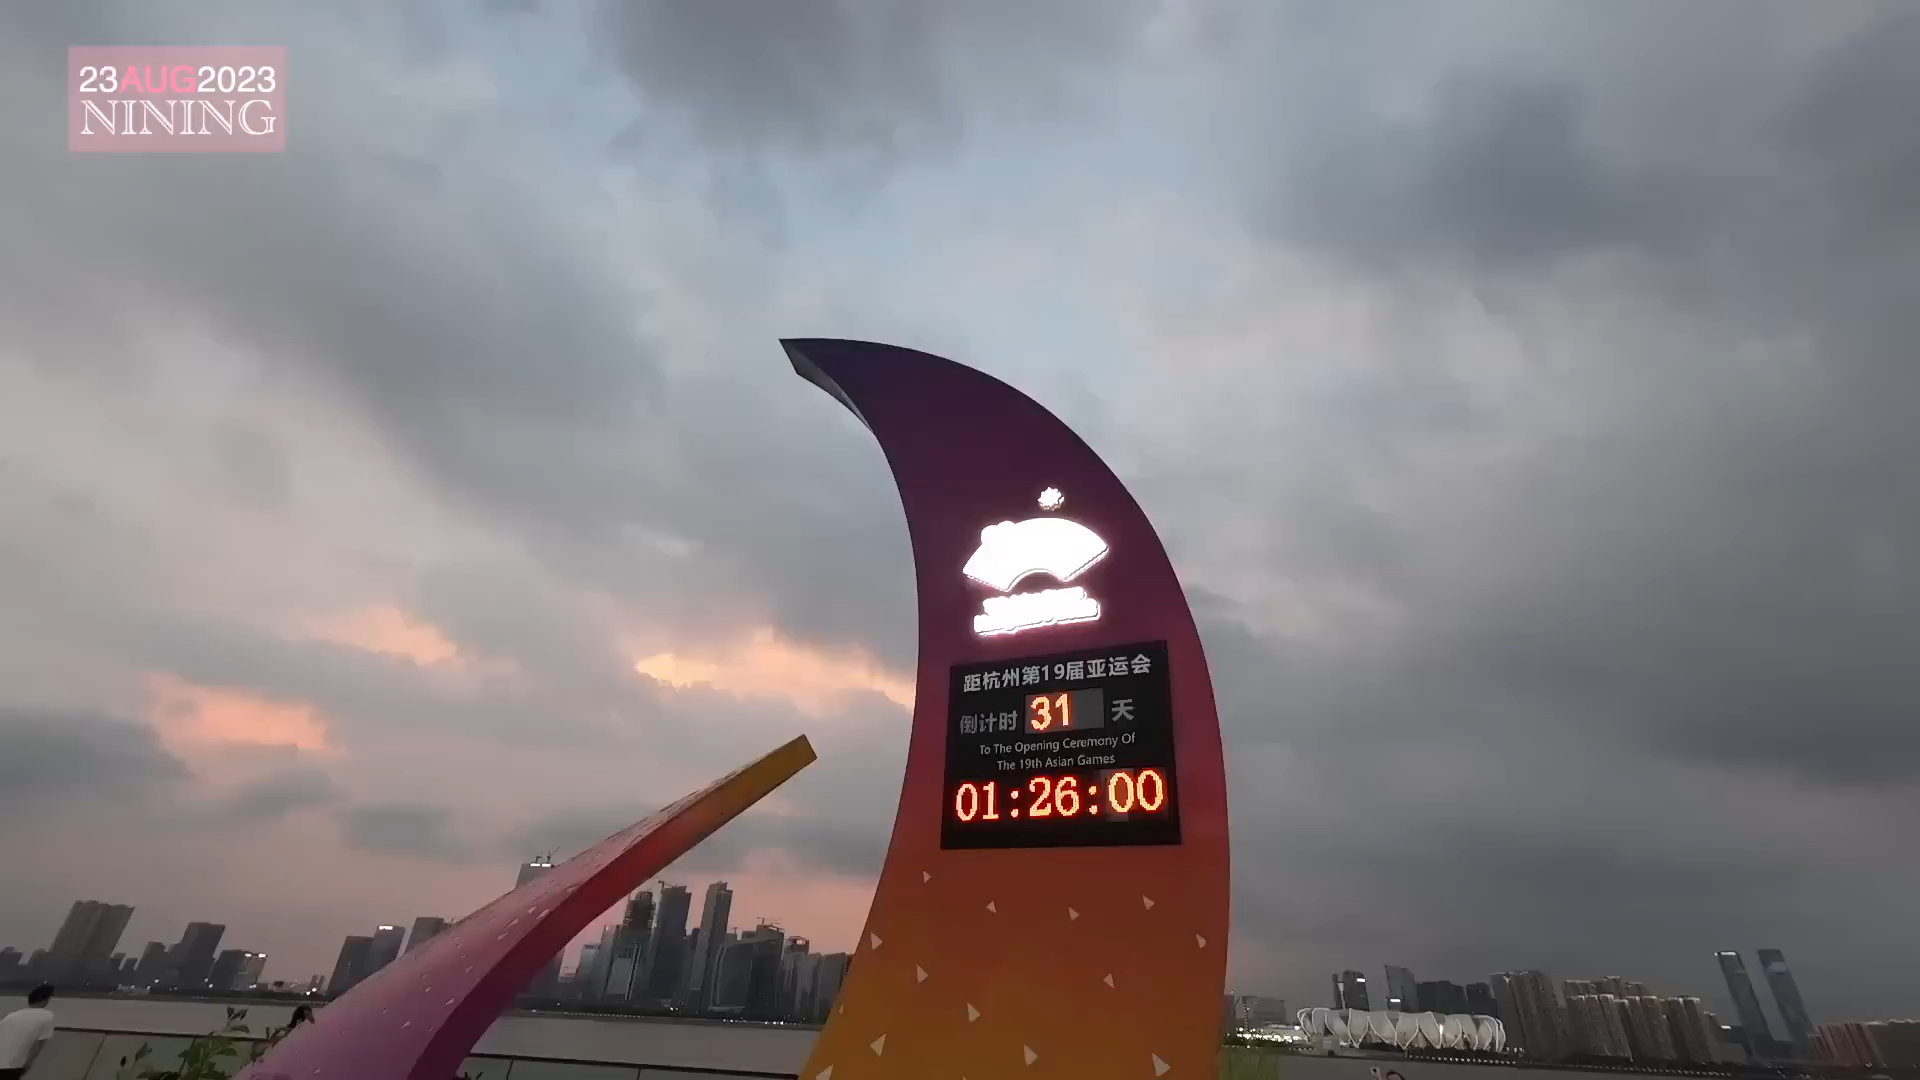 23AUG2023
NINING
距杭州第19届亚运会
倒计时 31 天
To The Opening Ceremony Of
The 19th Asian Games
01:26:00